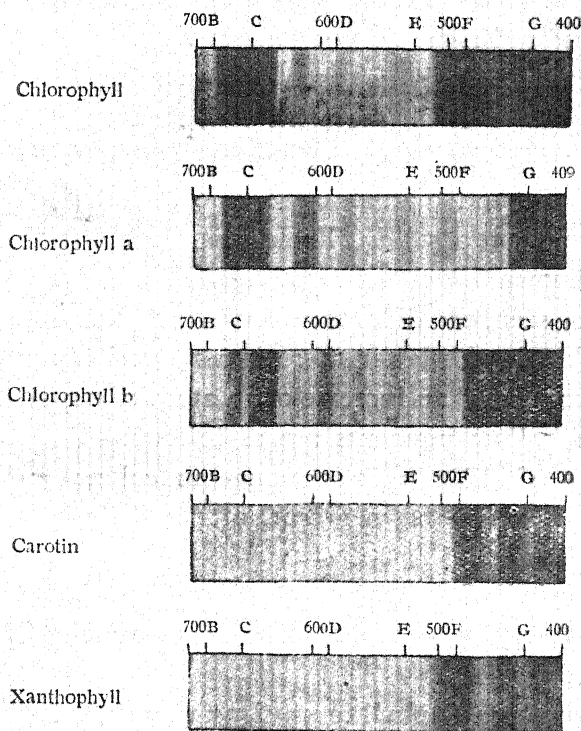 700B C 600D E 500F G 400
Chlorophyll
700B C 600D E 500F G 409
Chlorophyll a
700B C 600D E 500F G 400
Chlorophyll b
700B C 600D E 500F G 400
Carotin
700B C 600D E 500F G 400
Xanthophyll